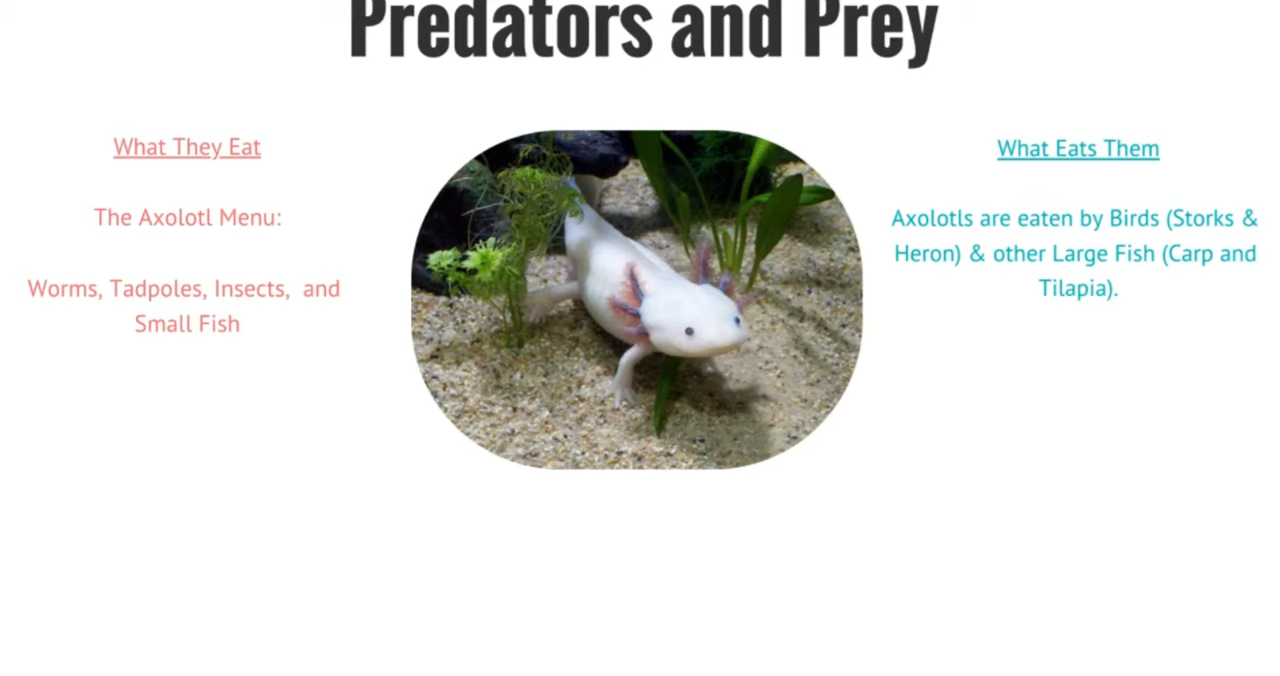 Predators and Prey
What They Eat
The Axolotl Menu:
Worms, Tadpoles, Insects,  and
Small Fish
What Eats Them
Axolotls are eaten by Birds (Storks &
Heron) & other Large Fish (Carp and
Tilapia).